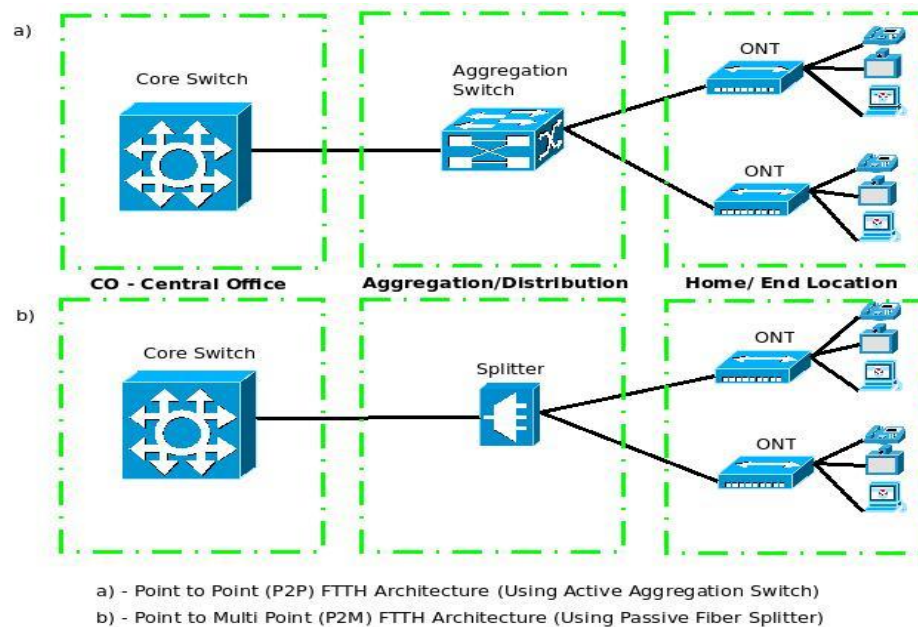 a)
Core Switch
Aggregation
Switch
ONT
ONT
CO - Central Office
Aggregation/Distribution
Home/ End Location
b)
Core Switch
Splitter
ONT
ONT
a) - Point to Point (P2P) FTTH Architecture (Using Active Aggregation Switch)
b) - Point to Multi Point (P2M) FTTH Architecture (Using Passive Fiber Splitter)